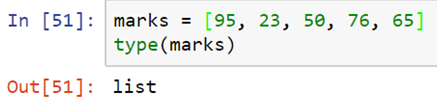 In [51]: marks = [95, 23, 50, 76, 65]
type(marks)
Out[51]: list